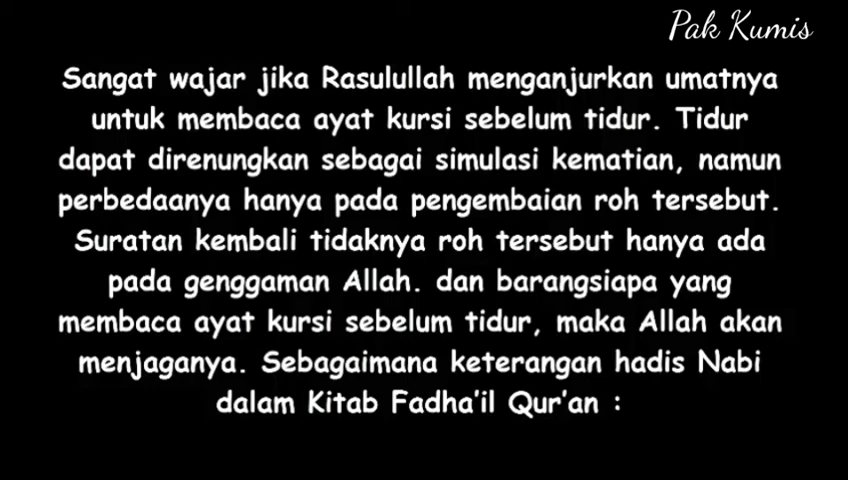 Pak Kumis
Sangat wajar jika Rasulullah menganjurkan umatnya
untuk membaca ayat kursi sebelum tidur. Tidur
dapat direnungkan sebagai simulasi kematian, namun
perbedaanya hanya pada pengembaian roh tersebut.
Suratan kembali tidaknya roh tersebut hanya ada
pada genggaman Allah. dan barangsiapa yang
membaca ayat kursi sebelum tidur, maka Allah akan
menjaganya. Sebagaimana keterangan hadis Nabi
dalam Kitab Fadha'il Qur'an :